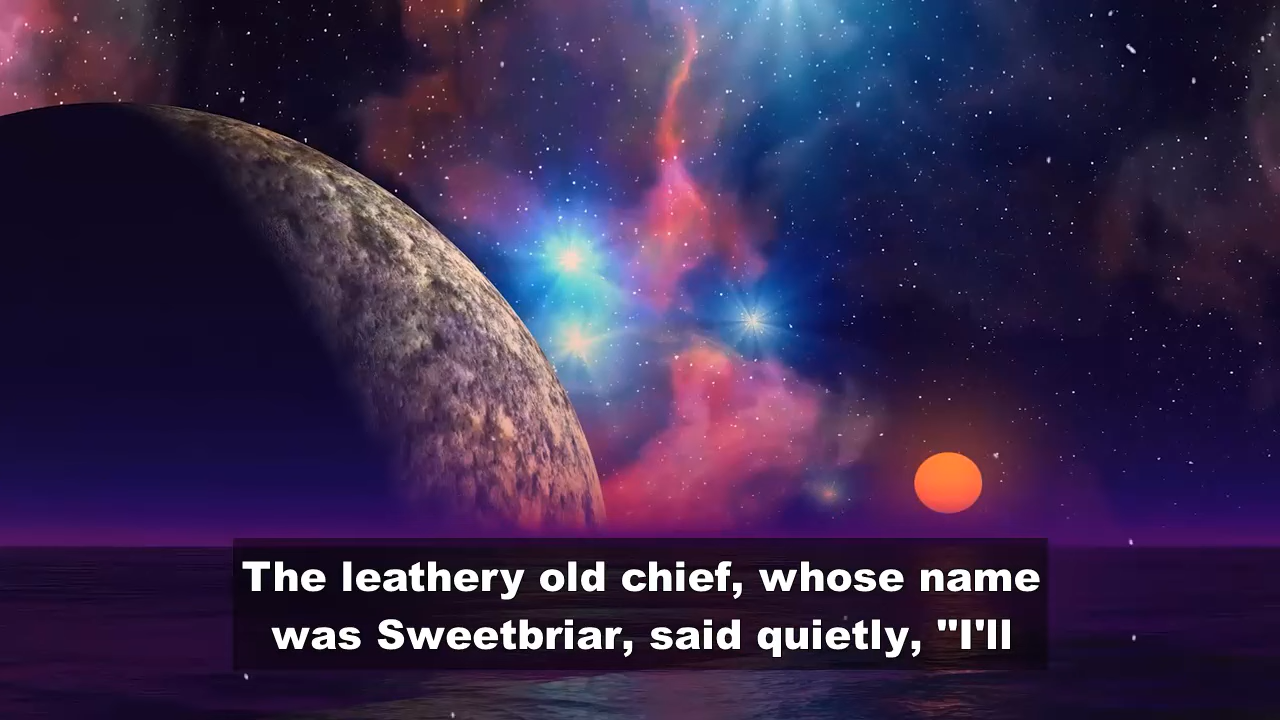 The leathery old chief, whose name
was Sweetbriar, said quietly, "I'll